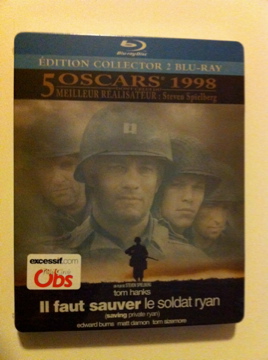 Blu-ray
ÉDITION COLLECTOR 2 BLU-RAY
5 OSCARS® 1998
MEILLEUR RÉALISATEUR : Steven Spielberg
excessif.com
Obs
tom hanks
Il faut sauver le soldat ryan
(saving private ryan)
edward burns matt damon tom sizemore